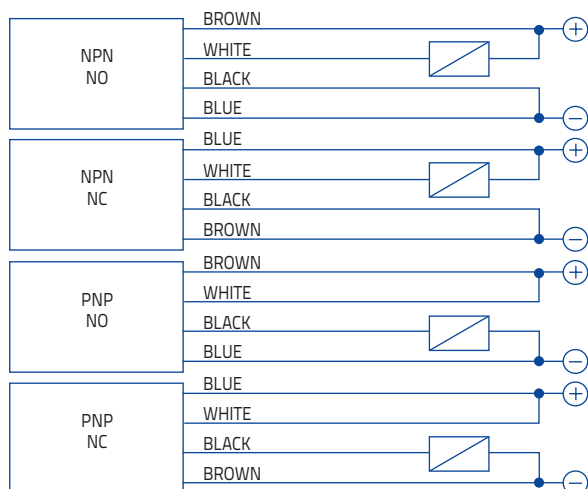 NPN
NO
BROWN
WHITE
BLACK
BLUE
+
−
NPN
NC
BLUE
WHITE
BLACK
BROWN
+
−
PNP
NO
BROWN
WHITE
BLACK
BLUE
+
−
PNP
NC
BLUE
WHITE
BLACK
BROWN
+
−